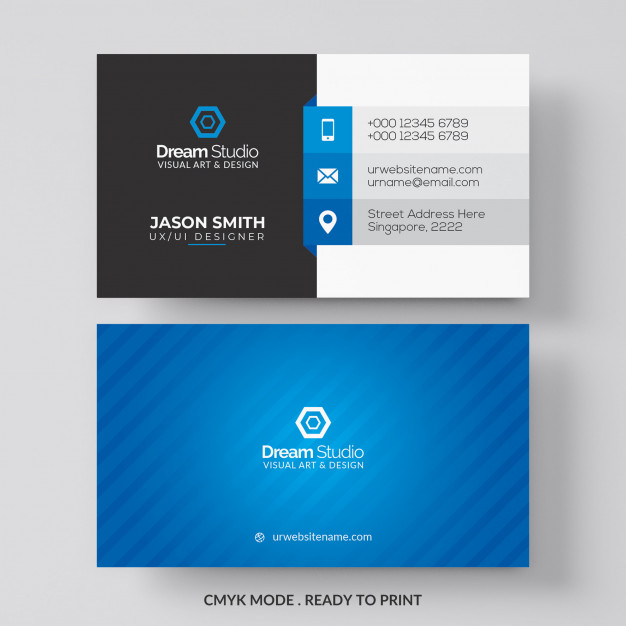 Dream Studio
VISUAL ART & DESIGN
JASON SMITH
UX/UI DESIGNER
+000 12345 6789
+000 12345 6789
urwebsitename.com
urname@email.com
Street Address Here
Singapore, 2222
Dream Studio
VISUAL ART & DESIGN
urwebsitename.com
CMYK MODE . READY TO PRINT